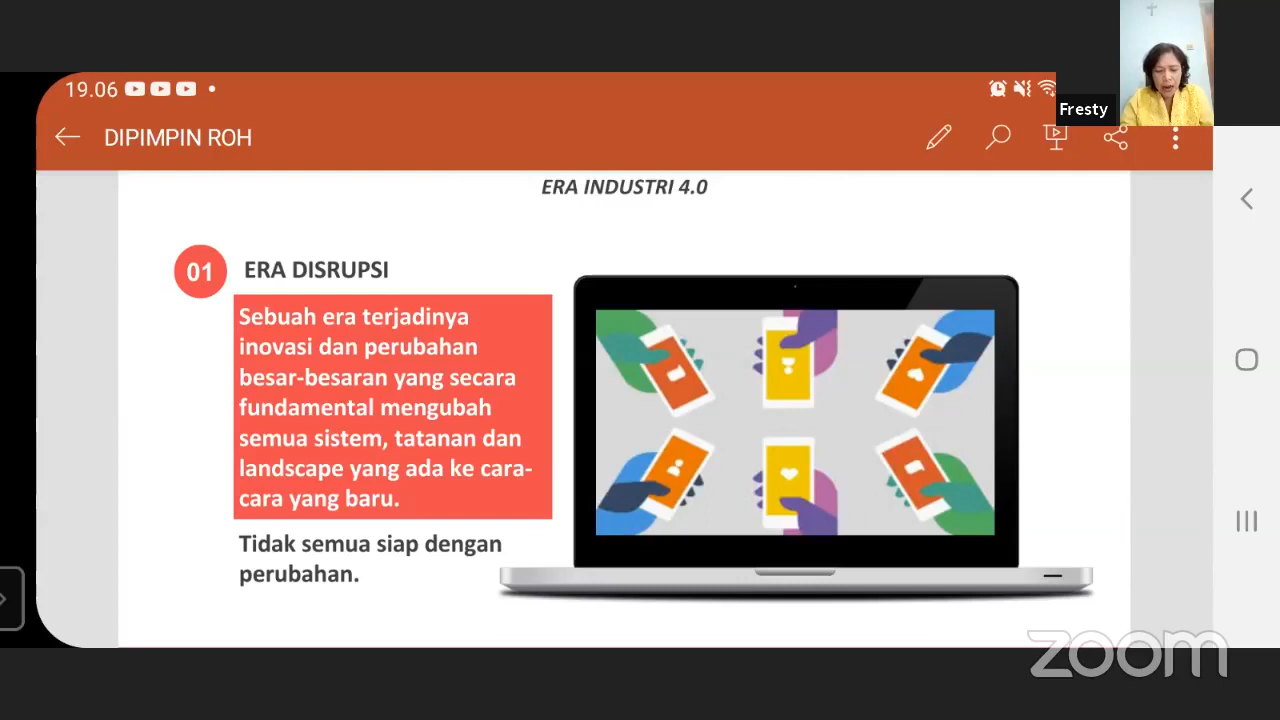 19.06
Fresty
DIPIMPIN ROH
ERA INDUSTRI 4.0
01 ERA DISRUPSI
Sebuah era terjadinya
inovasi dan perubahan
besar-besaran yang secara
fundamental mengubah
semua sistem, tatanan dan
landscape yang ada ke cara-
cara yang baru.
Tidak semua siap dengan
perubahan.
zoom